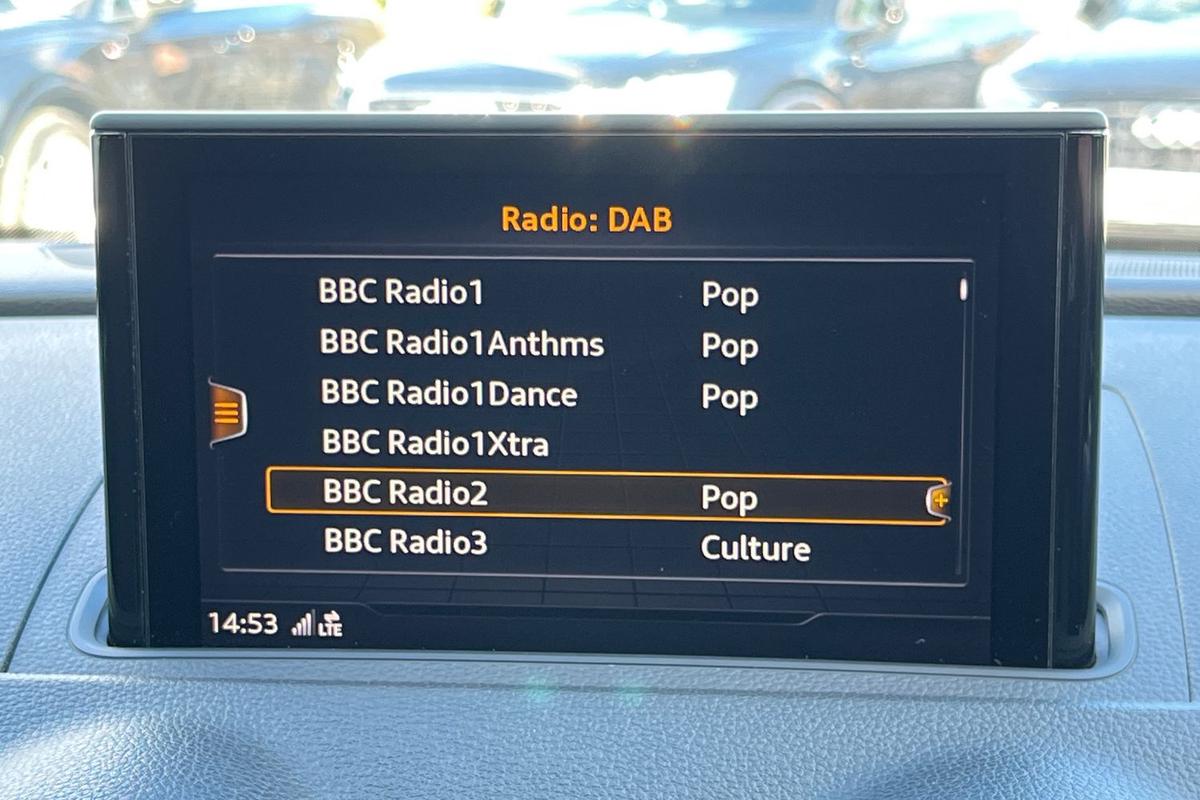 Radio: DAB
BBC Radio1 Pop
BBC Radio1Anthms Pop
BBC Radio1Dance Pop
BBC Radio1Xtra
BBC Radio2 Pop
BBC Radio3 Culture
14:53 LTE